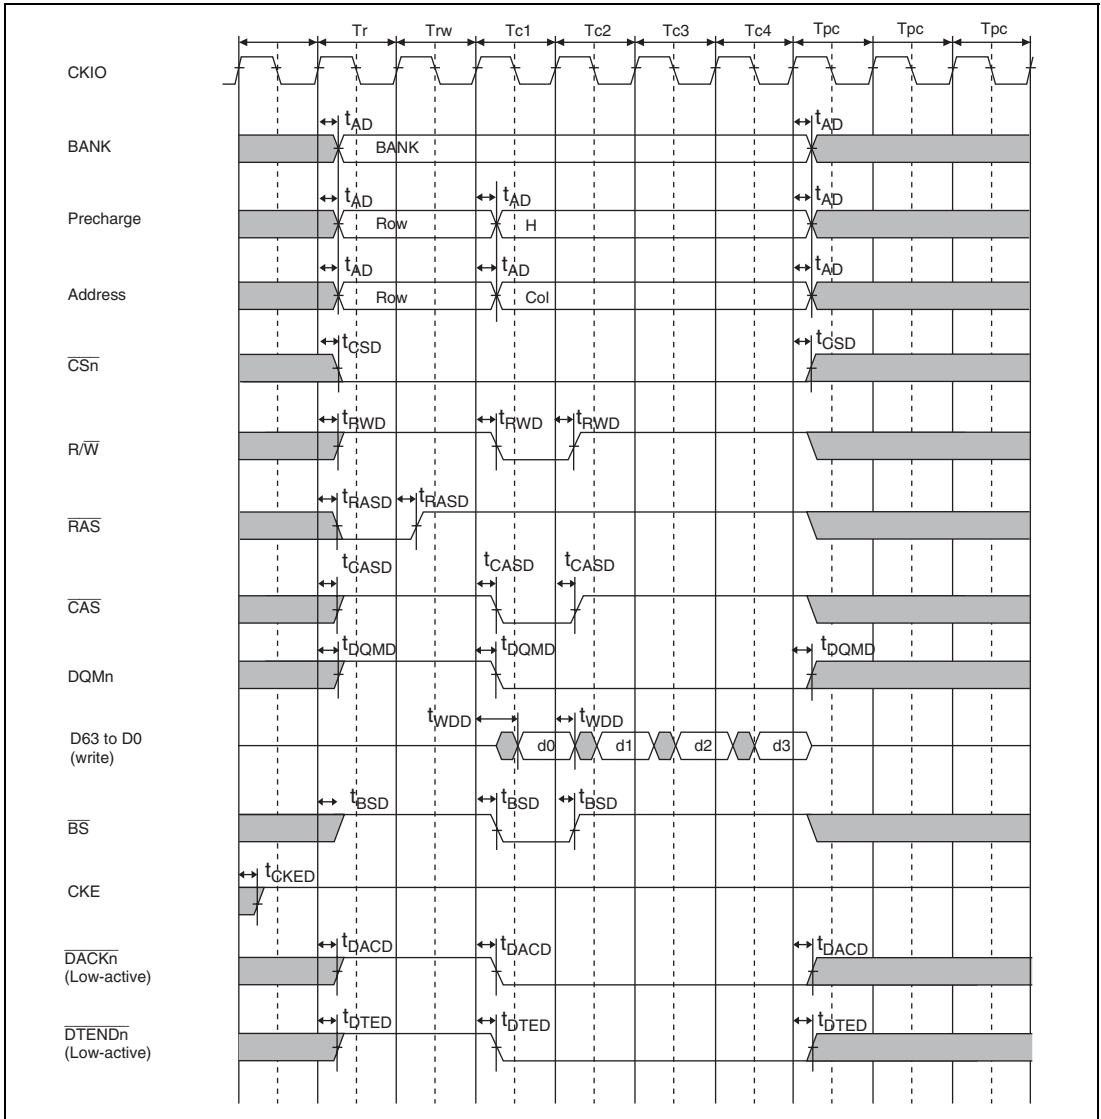 Tr Trw Tc1 Tc2 Tc3 Tc4 Tpc Tpc Tpc
CKIO
tAD tAD
BANK BANK
tAD tAD tAD
Precharge Row H
tAD tAD tAD
Address Row Col
tCSD tCSD
CSn
tRWD tRWD tRWD
R/W
tRASD tRASD
RAS
tCASD tCASD tCASD
CAS
tDQMD tDQMD tDQMD
DQMn
tWDD tWDD
D63 to D0 d0 d1 d2 d3
(write)
tBSD tBSD tBSD
BS
tCKED
CKE
tDACD tDACD tDACD
DACKn
(Low-active)
tDTED tDTED tDTED
DTENDn
(Low-active)